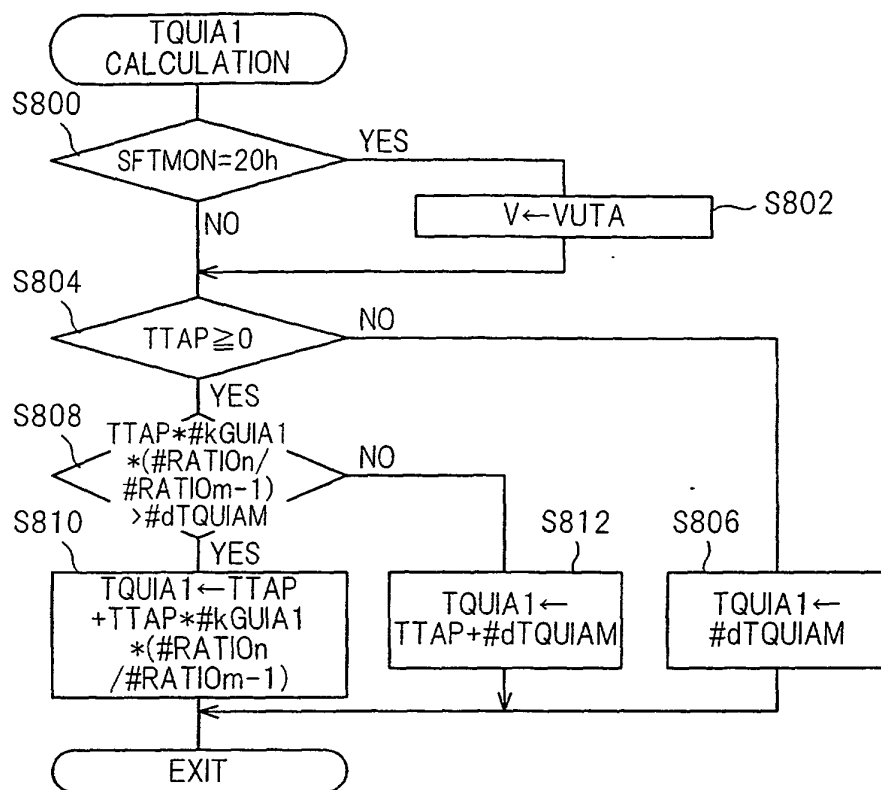 TQUIA1
CALCULATION
S800
SFTMON=20h
YES
NO
V←VUTA
S802
S804
TTAP≧0
NO
YES
S808
TTAP*#kGUIA1
*(#RATIOn/
#RATIOm-1)
>#dTQUIAM
NO
YES
S810
TQUIA1←TTAP
+TTAP*#kGUIA1
*(#RATIOn
/#RATIOm-1)
S812
TQUIA1←
TTAP+#dTQUIAM
S806
TQUIA1←
#dTQUIAM
EXIT